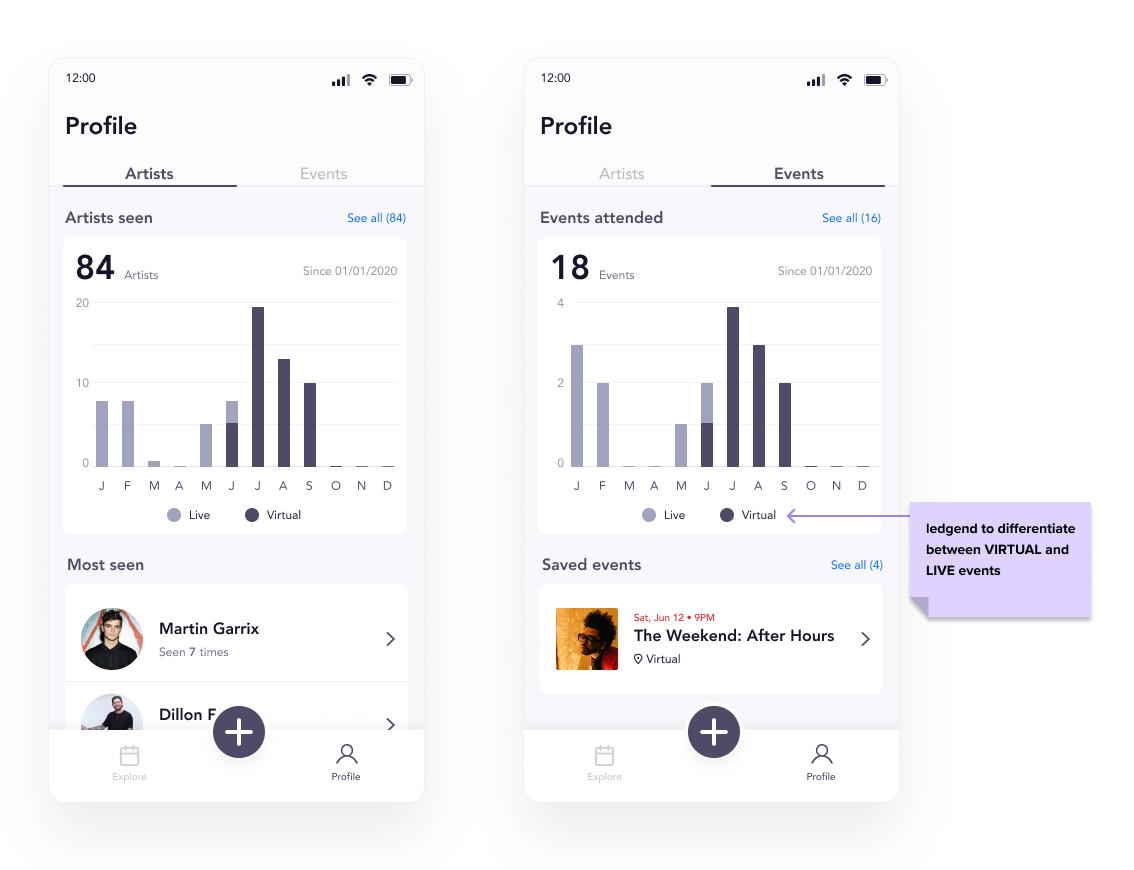 12:00
Profile
Artists Events
Artists seen See all (84)
84 Artists Since 01/01/2020
20
10
0
J F M A M J J A S O N D
Live Virtual
Most seen
Martin Garrix
Seen 7 times
Dillon F
Explore Profile
12:00
Profile
Artists Events
Events attended See all (16)
18 Events Since 01/01/2020
4
2
0
J F M A M J J A S O N D
Live Virtual
Saved events See all (4)
Sat, Jun 12 • 9PM
The Weekend: After Hours
Virtual
Explore Profile
ledgend to differentiate
between VIRTUAL and
LIVE events